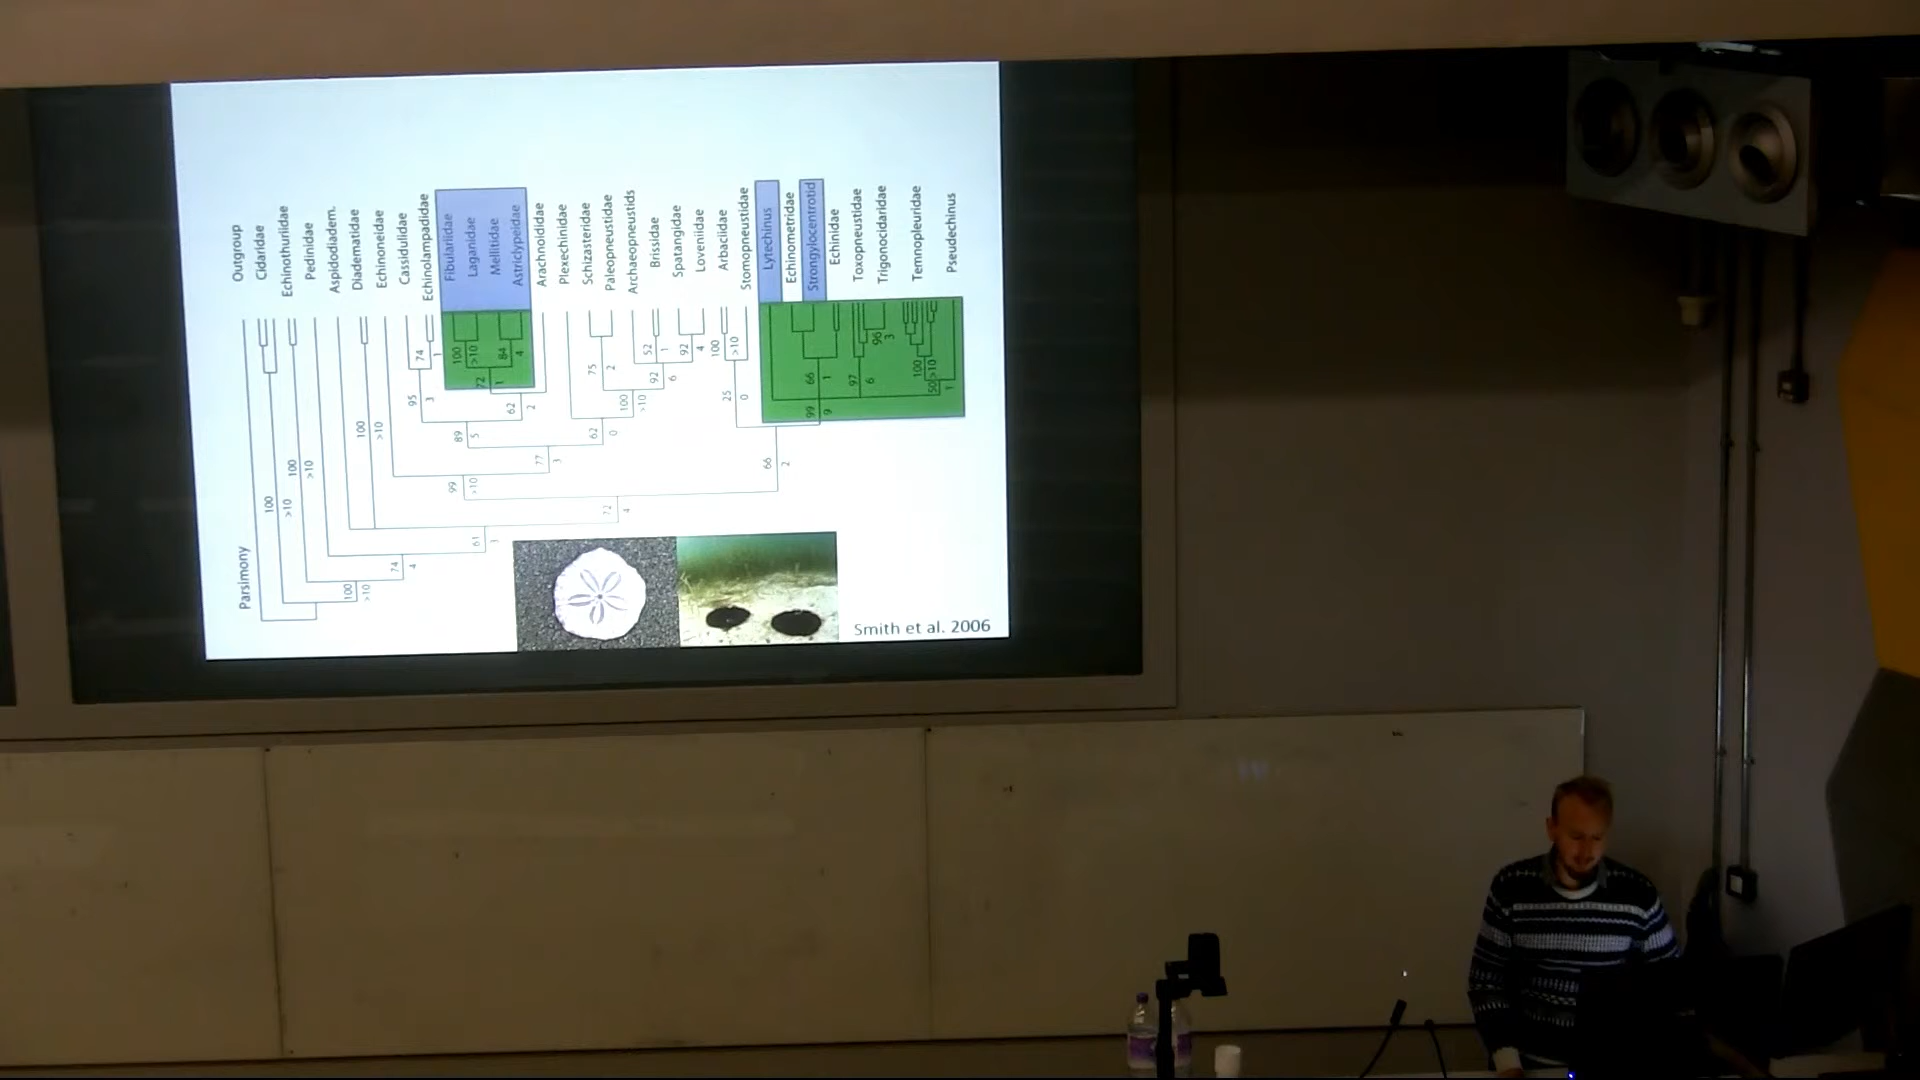 Outgroup
Cidaridae
Echinothuriidae
Pedinidae
Aspidodiadem.
Diadematidae
Echinoneidae
Cassidulidae
Echinolampadidae
Fibulariidae
Laganidae
Mellitidae
Astriclypeidae
Arachnoididae
Plexechinidae
Schizasteridae
Paleopneustidae
Archaeopneustids
Brissidae
Spatangidae
Loveniidae
Arbaciidae
Stomopneustidae
Lytechinus
Echinometridae
Strongylocentrotid
Echinidae
Toxopneustidae
Trigonocidaridae
Temnopleuridae
Pseudechinus
Parsimony
100
>10
100
>10
100
>10
74
4
61
100
>10
72
4
99
>10
77
3
89
5
95
3
74
1
62
2
72
1
100
>10
84
4
62
0
75
2
100
>10
92
6
52
1
92
4
66
2
25
0
100
>10
99
9
66
1
97
6
96
3
50
1
100
>10
Smith et al. 2006